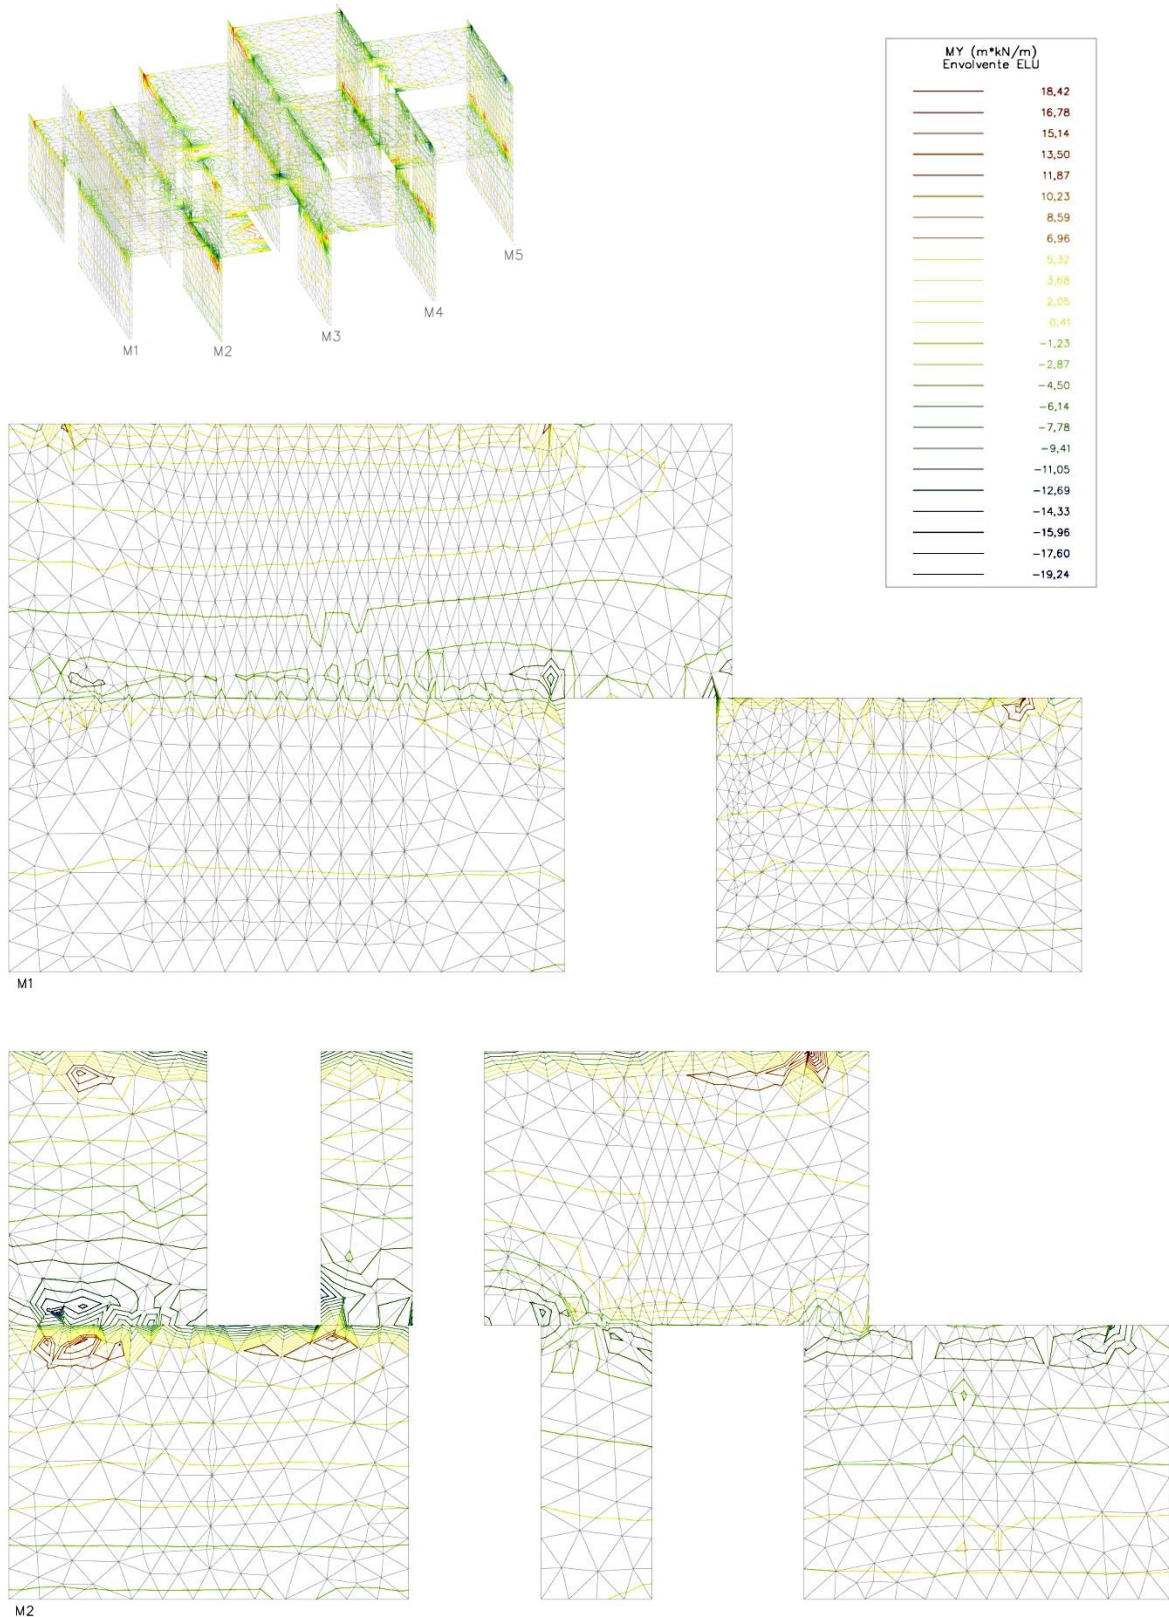 MY (m*kN/m)
Envolvente ELU
18,42
16,78
15,14
13,50
11,87
10,23
8,59
6,96
5,32
3,68
2,05
0,41
-1,23
-2,87
-4,50
-6,14
-7,78
-9,41
-11,05
-12,69
-14,33
-15,96
-17,60
-19,24
M5
M4
M3
M2
M1
M1
M2